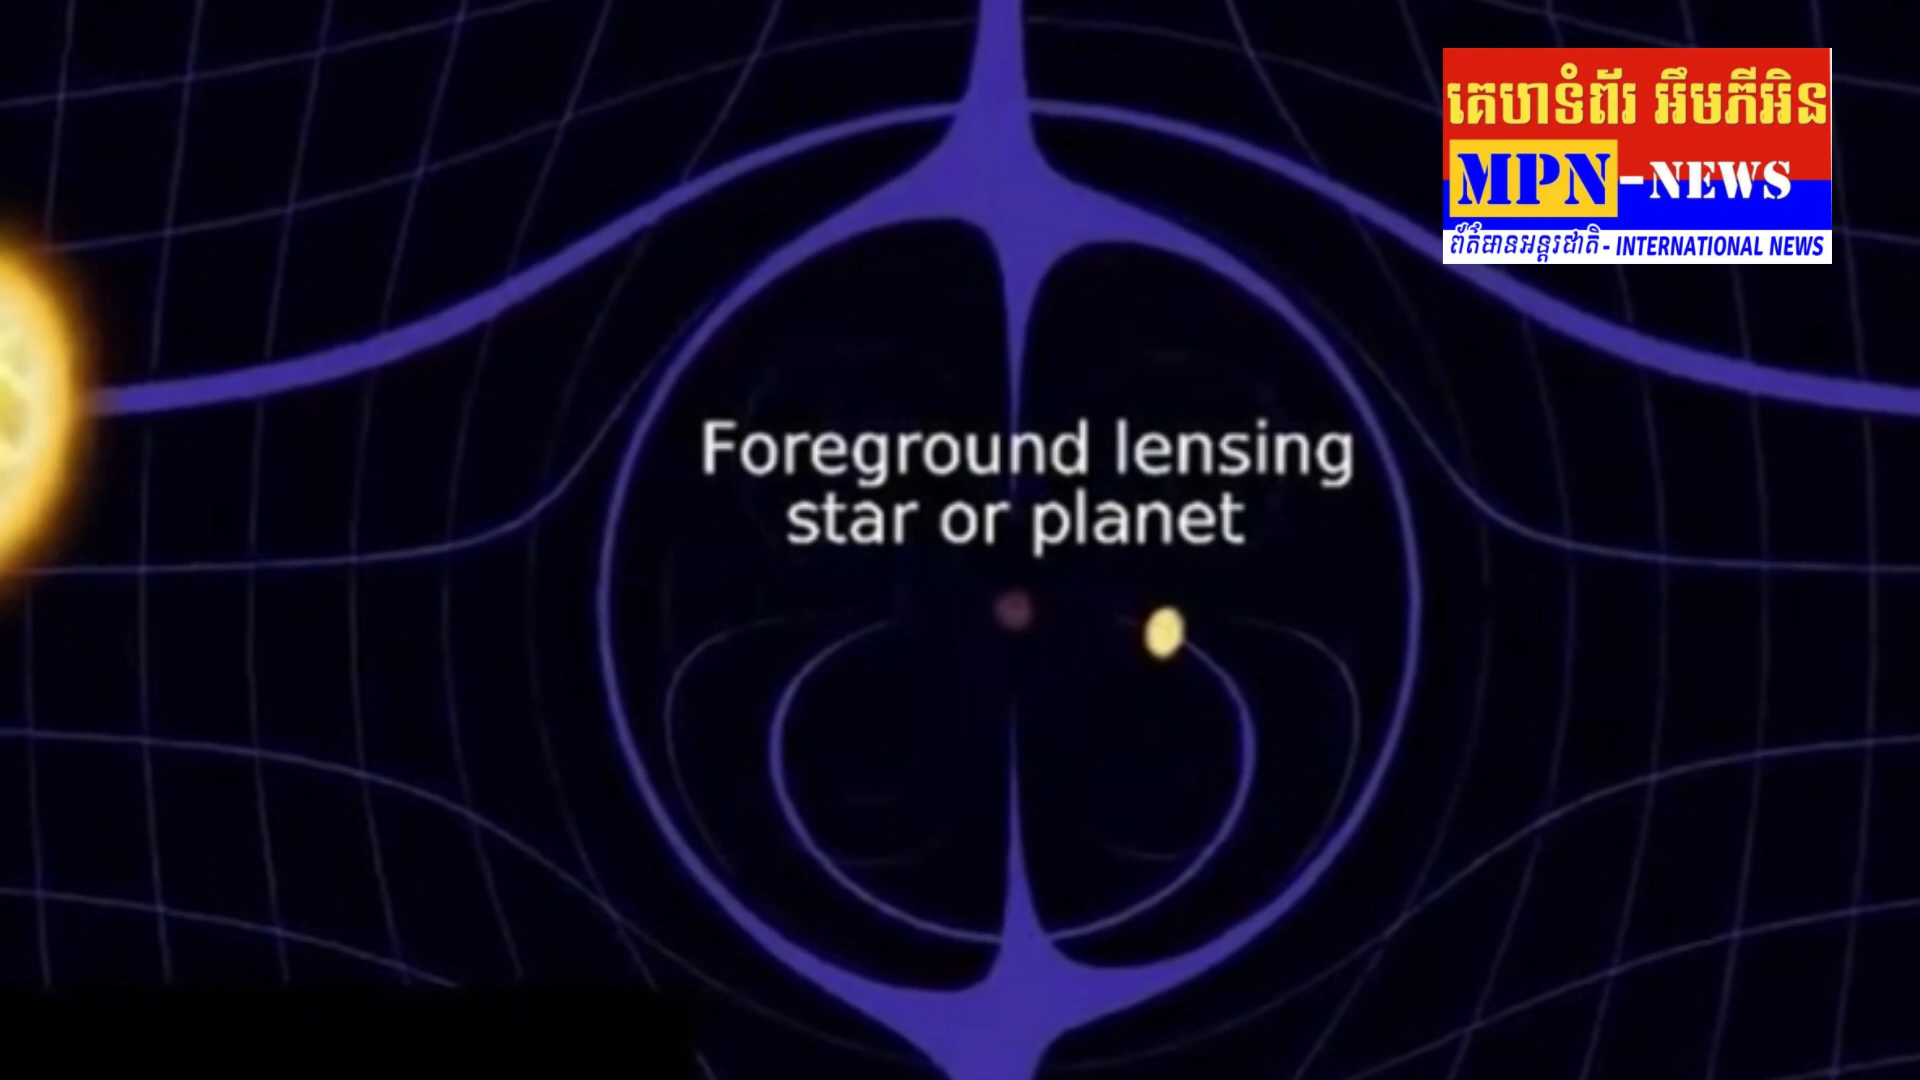 គេហទំព័រ អឹមភីអិន
MPN-NEWS
ព័ត៌មានអន្តរជាតិ - INTERNATIONAL NEWS
Foreground lensing
star or planet